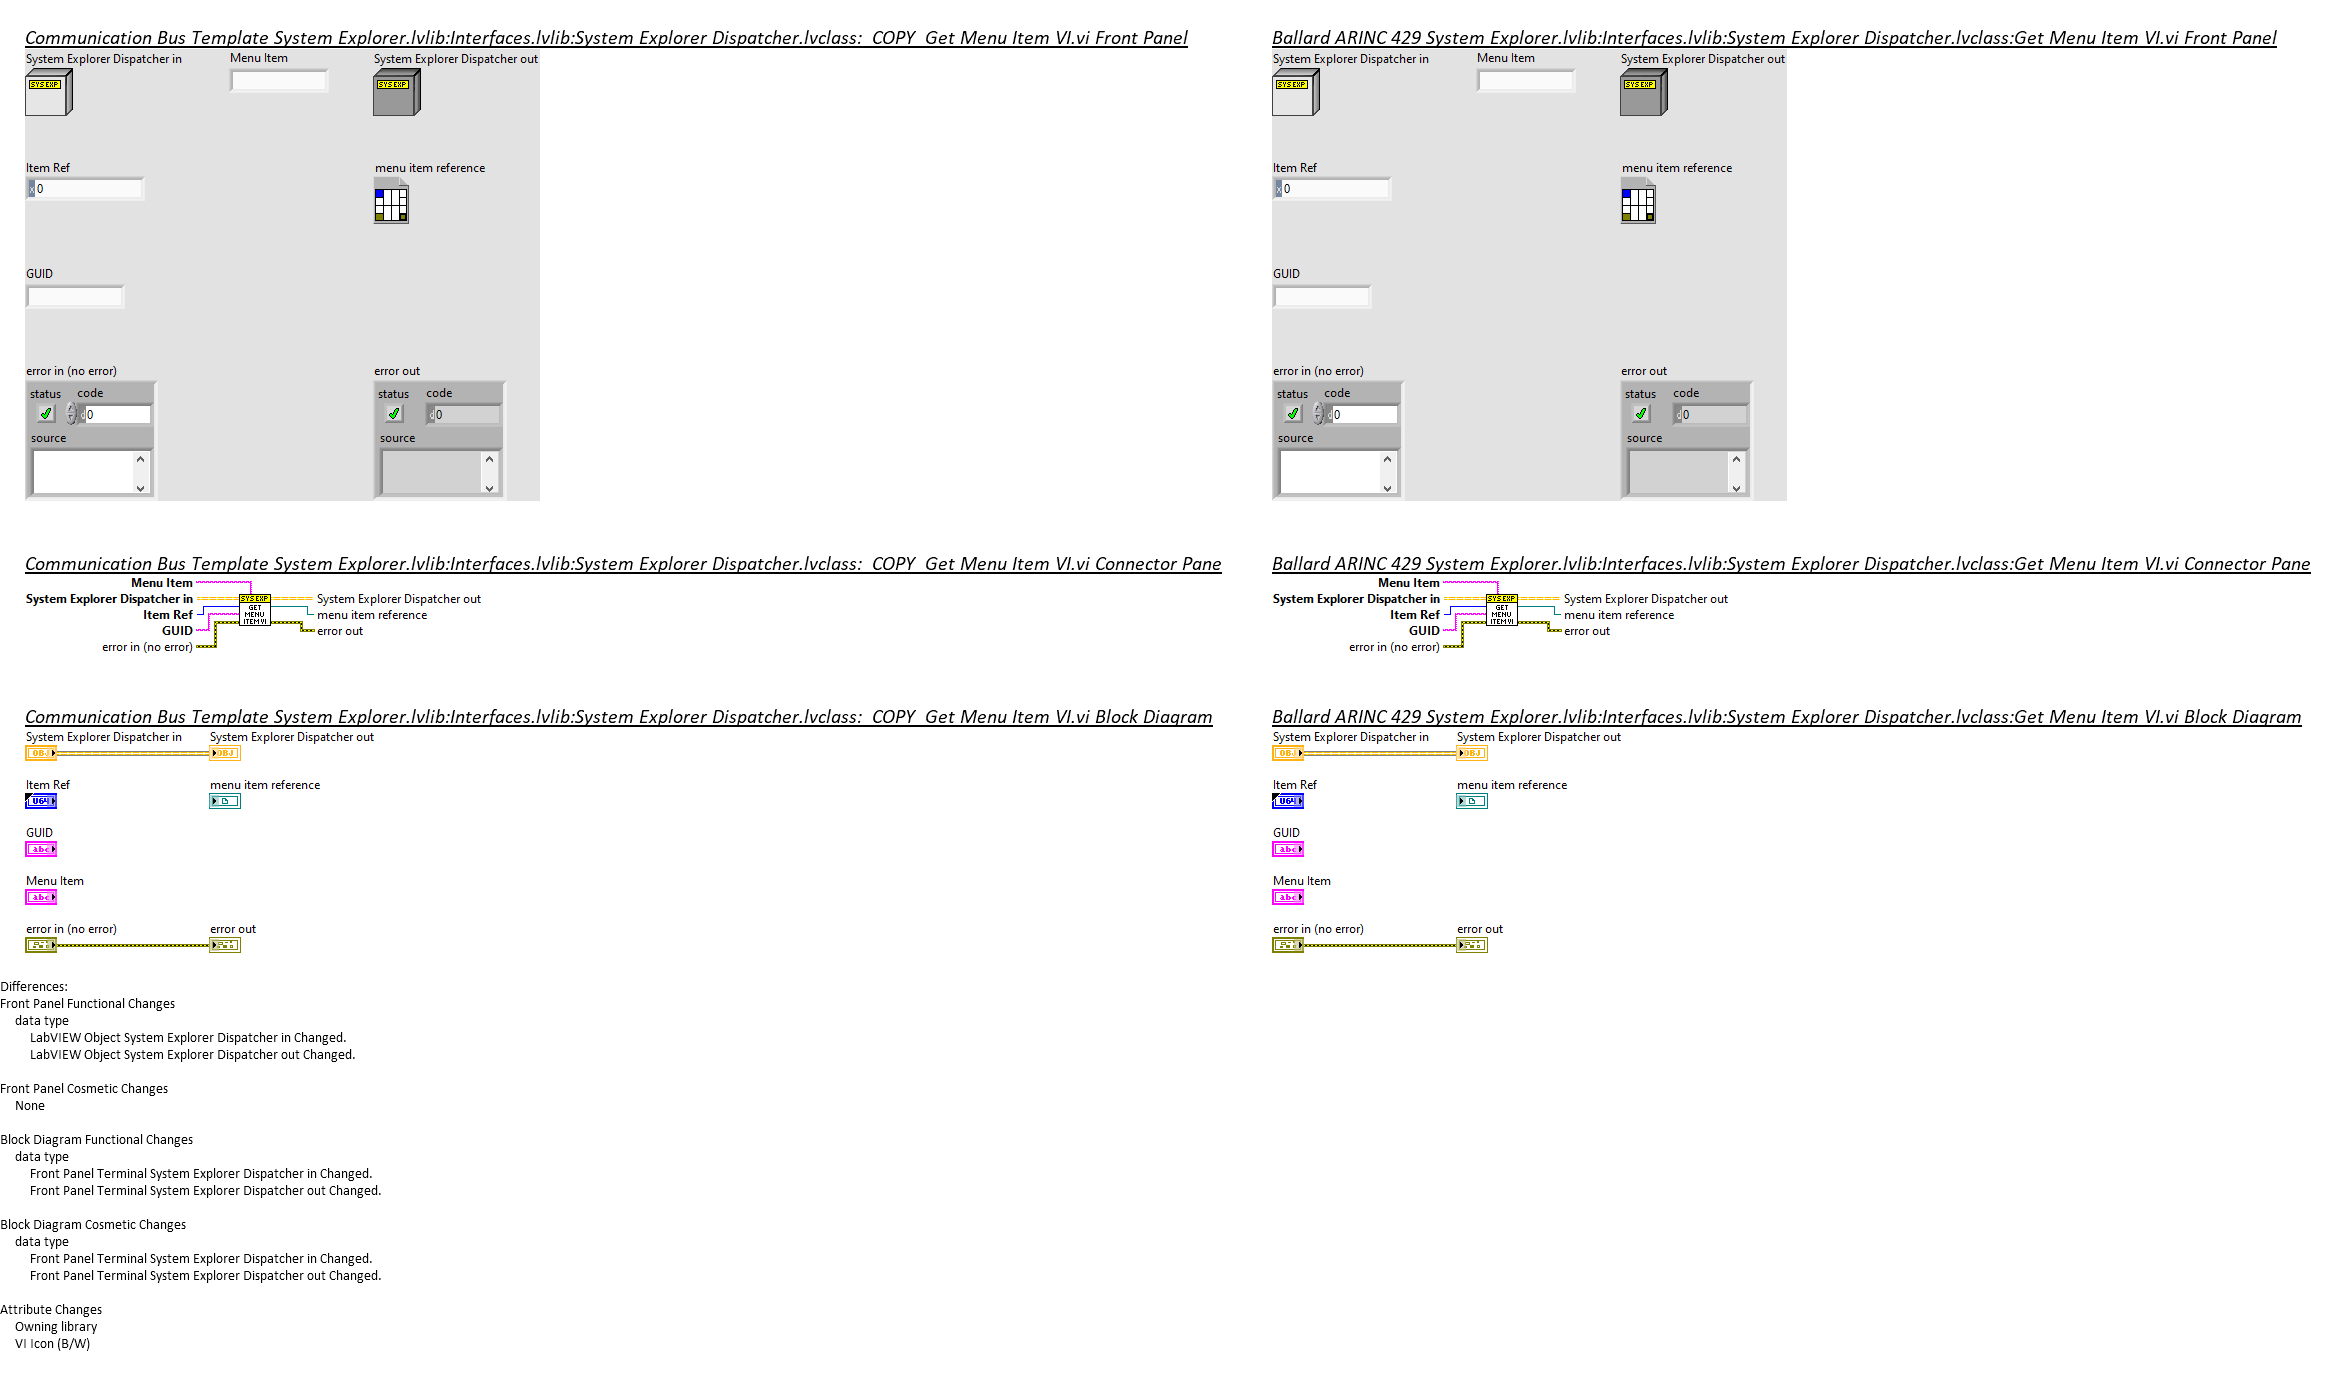 Communication Bus Template System Explorer.lvlib:Interfaces.lvlib:System Explorer Dispatcher.lvclass:_COPY_Get Menu Item VI.vi Front Panel
System Explorer Dispatcher in
Menu Item
System Explorer Dispatcher out
SYS EXP
SYS EXP
Item Ref
menu item reference
x 0
GUID
error in (no error)
error out
status
code
status
code
d 0
d 0
source
source
Ballard ARINC 429 System Explorer.lvlib:Interfaces.lvlib:System Explorer Dispatcher.lvclass:Get Menu Item VI.vi Front Panel
System Explorer Dispatcher in
Menu Item
System Explorer Dispatcher out
SYS EXP
SYS EXP
Item Ref
menu item reference
x 0
GUID
error in (no error)
error out
status
code
status
code
d 0
d 0
source
source
Communication Bus Template System Explorer.lvlib:Interfaces.lvlib:System Explorer Dispatcher.lvclass:_COPY_Get Menu Item VI.vi Connector Pane
Menu Item
System Explorer Dispatcher in
Item Ref
GUID
error in (no error)
SYS EXP
GET
MENU
ITEM VI
System Explorer Dispatcher out
menu item reference
error out
Ballard ARINC 429 System Explorer.lvlib:Interfaces.lvlib:System Explorer Dispatcher.lvclass:Get Menu Item VI.vi Connector Pane
Menu Item
System Explorer Dispatcher in
Item Ref
GUID
error in (no error)
SYS EXP
GET
MENU
ITEM VI
System Explorer Dispatcher out
menu item reference
error out
Communication Bus Template System Explorer.lvlib:Interfaces.lvlib:System Explorer Dispatcher.lvclass:_COPY_Get Menu Item VI.vi Block Diagram
System Explorer Dispatcher in
System Explorer Dispatcher out
OBJ
OBJ
Item Ref
menu item reference
U64
GUID
abc
Menu Item
abc
error in (no error)
error out
Ballard ARINC 429 System Explorer.lvlib:Interfaces.lvlib:System Explorer Dispatcher.lvclass:Get Menu Item VI.vi Block Diagram
System Explorer Dispatcher in
System Explorer Dispatcher out
OBJ
OBJ
Item Ref
menu item reference
U64
GUID
abc
Menu Item
abc
error in (no error)
error out
Differences:
Front Panel Functional Changes
data type
LabVIEW Object System Explorer Dispatcher in Changed.
LabVIEW Object System Explorer Dispatcher out Changed.
Front Panel Cosmetic Changes
None
Block Diagram Functional Changes
data type
Front Panel Terminal System Explorer Dispatcher in Changed.
Front Panel Terminal System Explorer Dispatcher out Changed.
Block Diagram Cosmetic Changes
data type
Front Panel Terminal System Explorer Dispatcher in Changed.
Front Panel Terminal System Explorer Dispatcher out Changed.
Attribute Changes
Owning library
VI Icon (B/W)